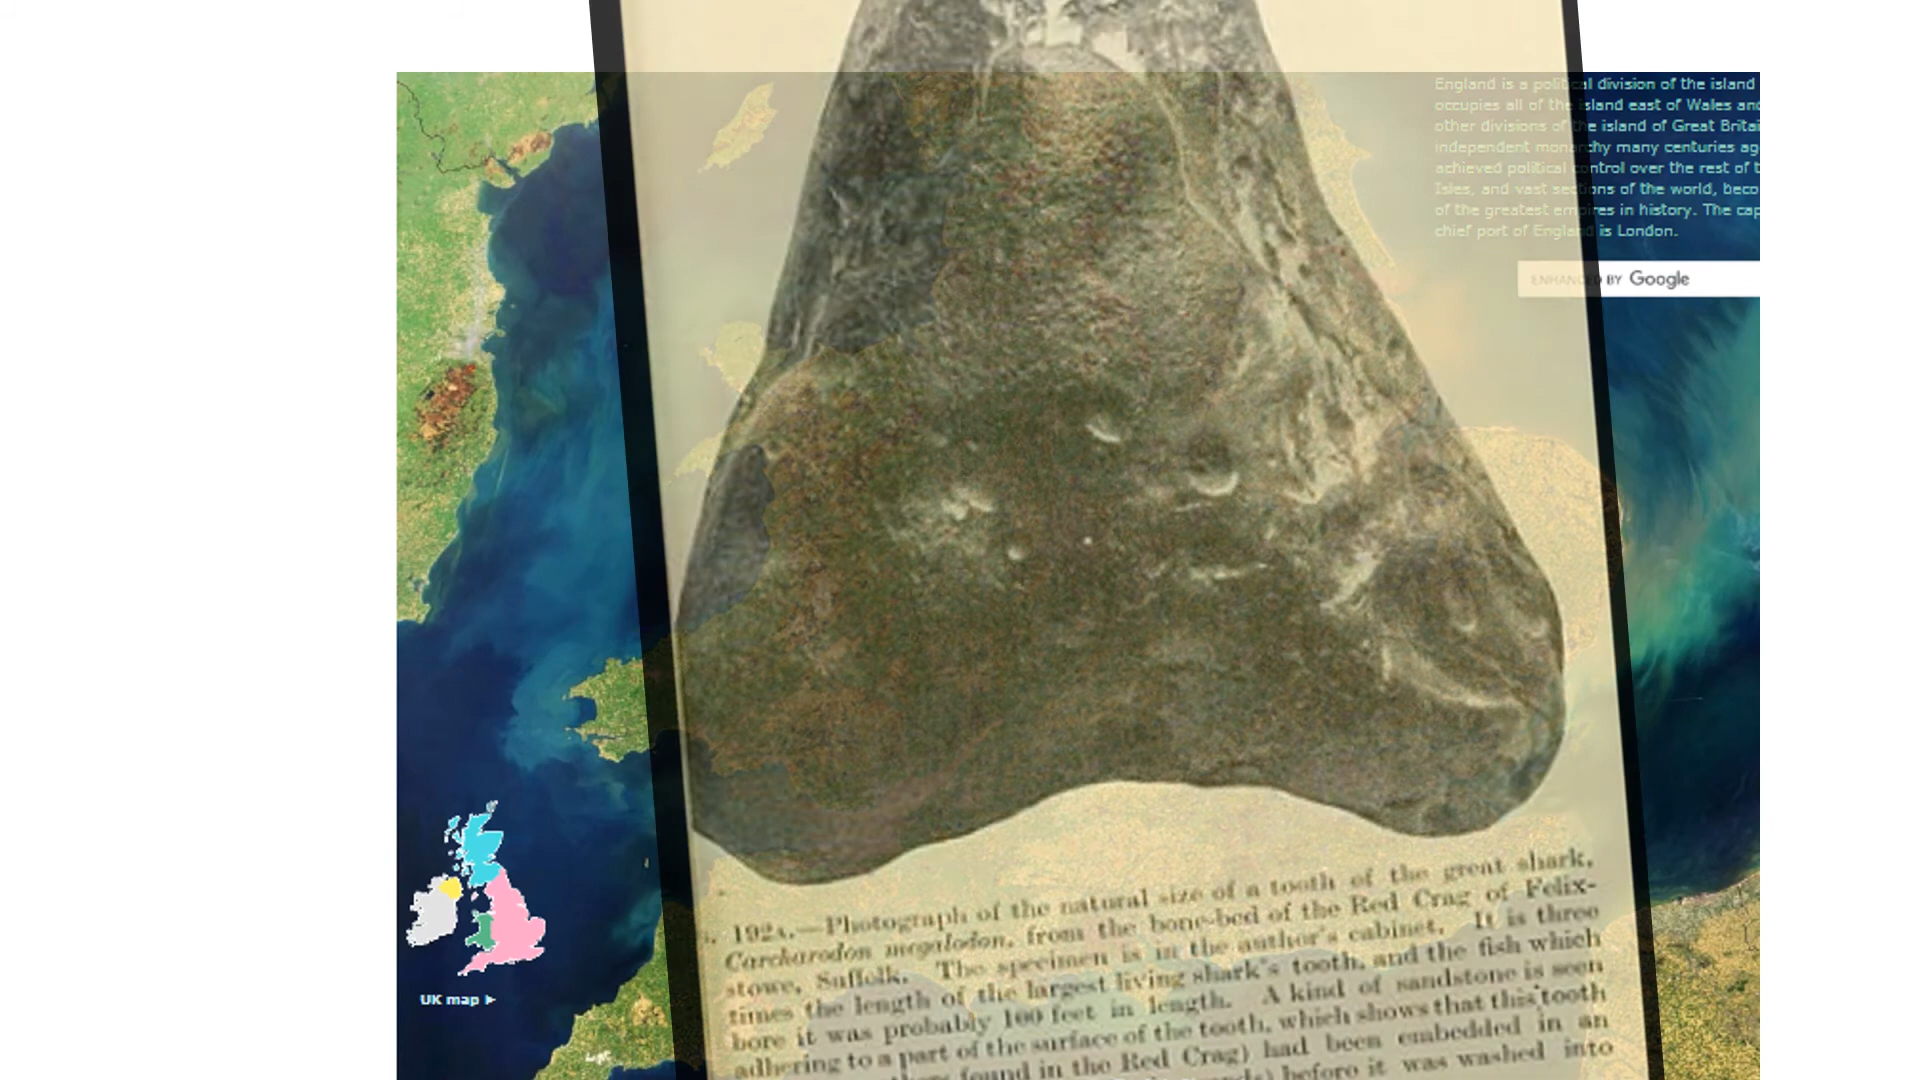 England is a political division of the island
occupies all of the island east of Wales and
other divisions of the island of Great Britai
independent monarchy many centuries ag
achieved political control over the rest of t
Isles, and vast sections of the world, beco
of the greatest empires in history. The cap
chief port of England is London.
ENHANCED BY Google
. 192A.—Photograph of the natural size of a tooth of the great shark,
Carcharodon megalodon, from the bone-bed of the Red Crag of Felix-
stowe, Suffolk. The specimen is in the author's cabinet. It is three
times the length of the largest living shark's tooth, and the fish which
bore it was probably 100 feet in length. A kind of sandstone is seen
adhering to a part of the surface of the tooth, which shows that this tooth
found in the Red Crag) had been embedded in an
before it was washed into
UK map ►